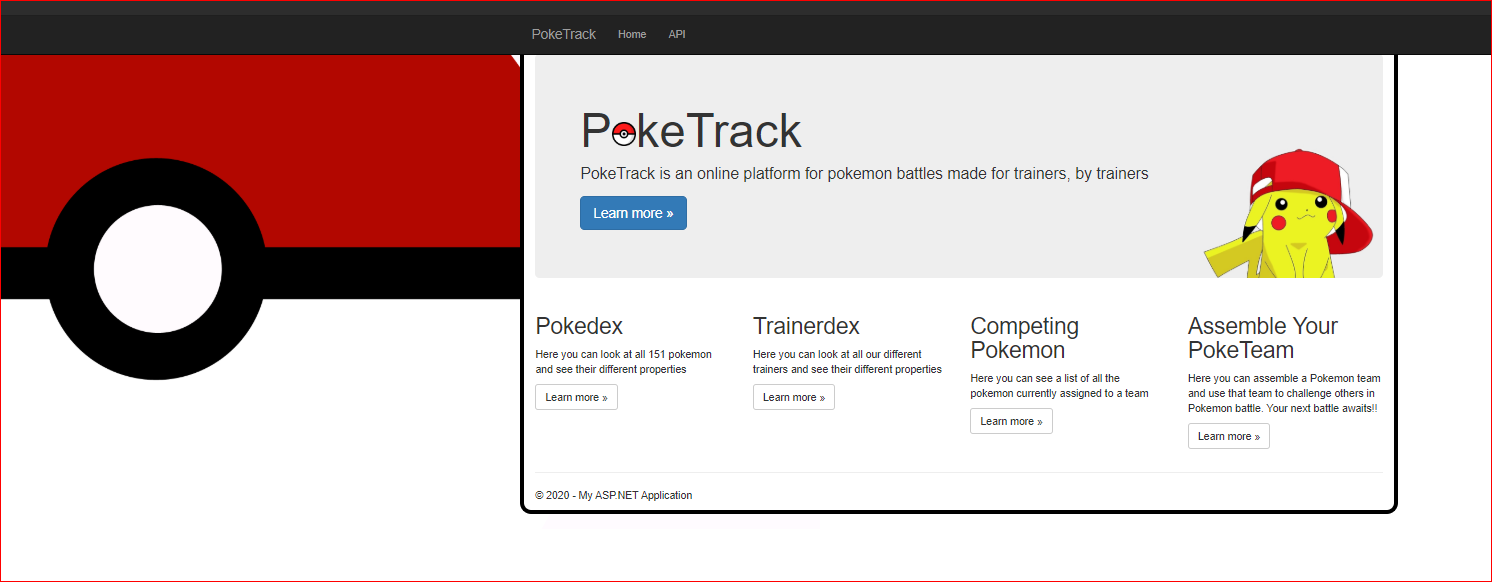 PokeTrack Home API
PokeTrack
PokeTrack is an online platform for pokemon battles made for trainers, by trainers
Learn more »
Pokedex
Here you can look at all 151 pokemon
and see their different properties
Learn more »
Trainerdex
Here you can look at all our different
trainers and see their different properties
Learn more »
Competing
Pokemon
Here you can see a list of all the
pokemon currently assigned to a team
Learn more »
Assemble Your
PokeTeam
Here you can assemble a Pokemon team
and use that team to challenge others in
Pokemon battle. Your next battle awaits!!
Learn more »
© 2020 - My ASP.NET Application